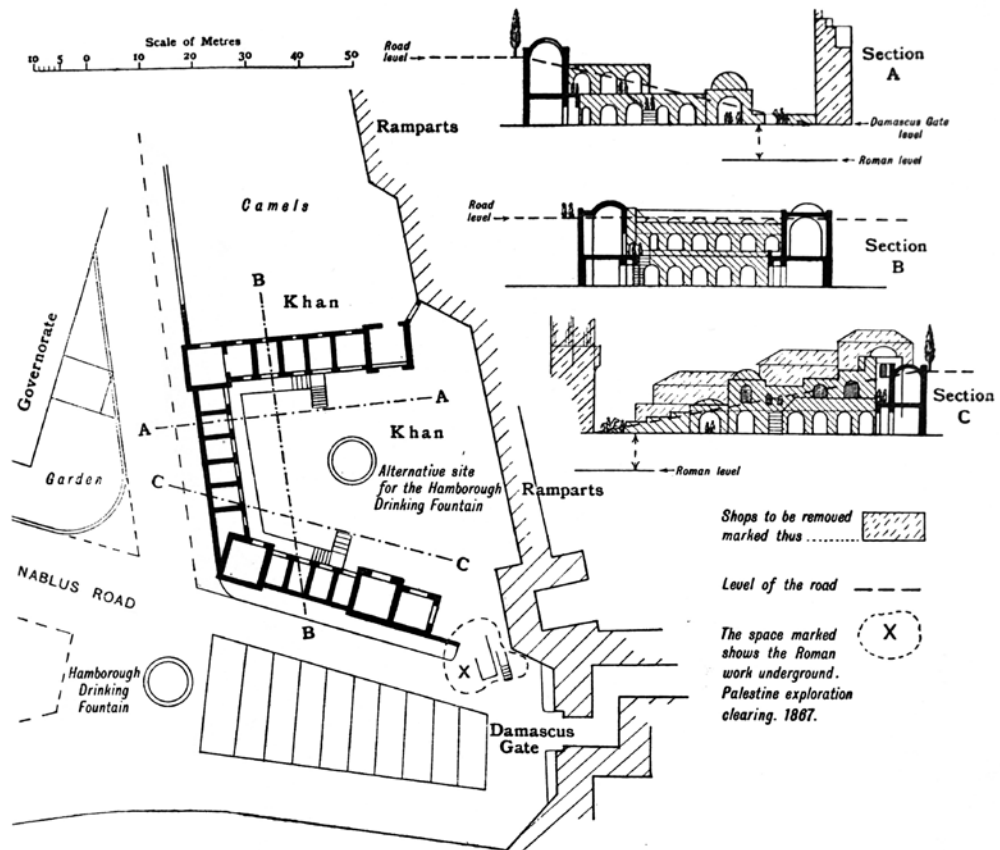 Scale of Metres
10 5 0 10 20 30 40 50
Ramparts
Camels
B
Khan
Governorate
A
A
Khan
Garden
C
Alternative site
for the Hamborough
Drinking Fountain
Ramparts
C
NABLUS ROAD
B
X
Hamborough
Drinking
Fountain
Damascus
Gate
Road
level
Section
A
Damascus Gate
level
Roman level
Road
level
Section
B
Section
C
Roman level
Shops to be removed
marked thus ..........
Level of the road
The space marked
shows the Roman
work underground.
Palestine exploration
clearing. 1867.
X